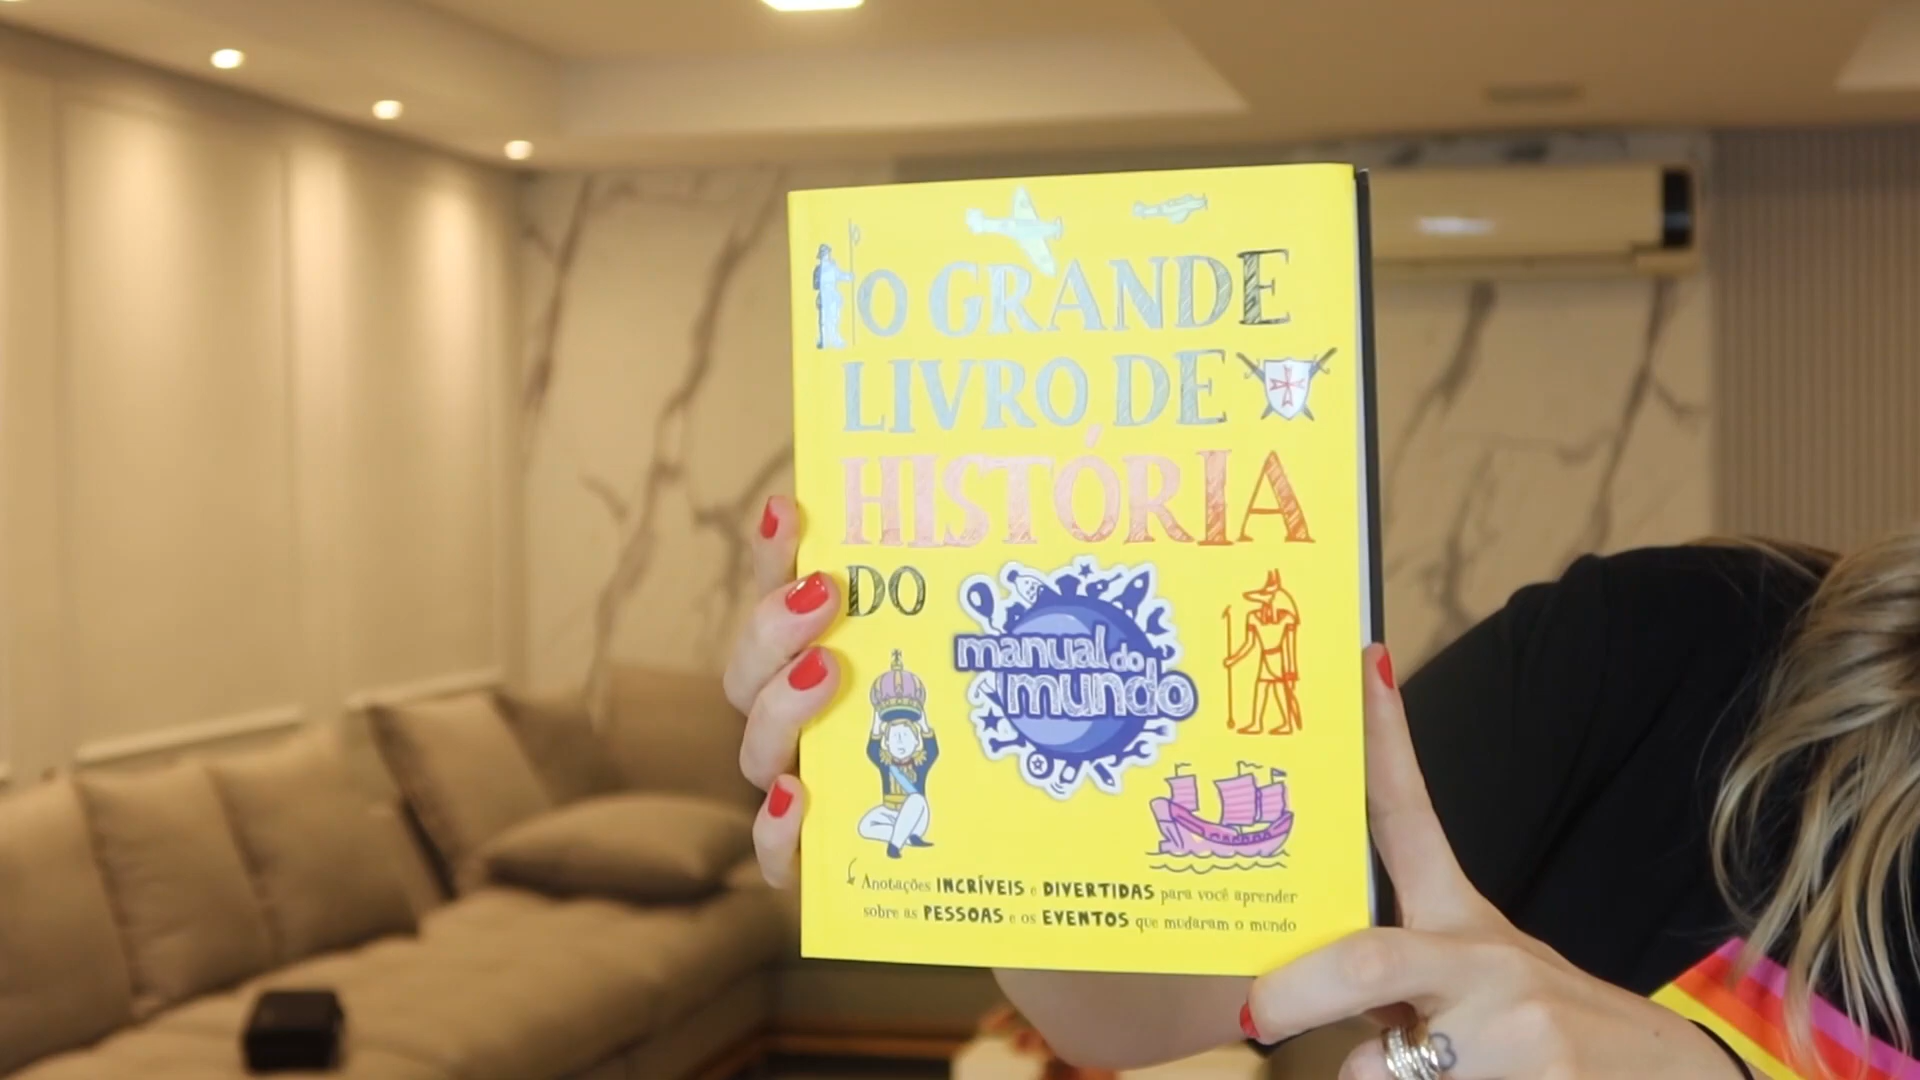 O GRANDE
LIVRO DE
HISTÓRIA
DO
manual do
mundo
Anotações INCRÍVEIS e DIVERTIDAS para você aprender
sobre as PESSOAS e os EVENTOS que mudaram o mundo